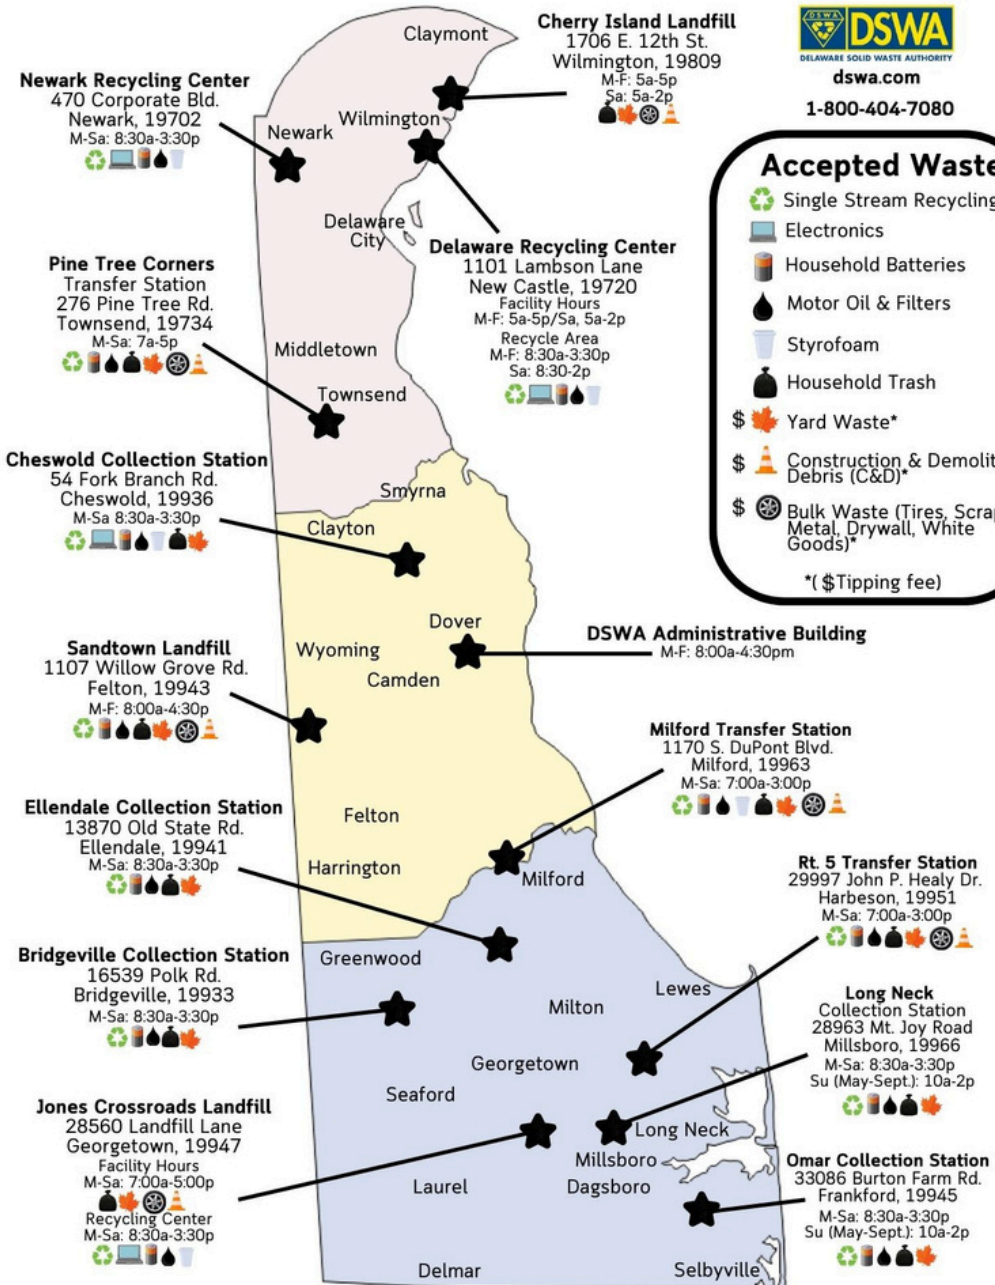 Claymont
Cherry Island Landfill
1706 E. 12th St.
Wilmington, 19809
M-F: 5a-5p
Sa: 5a-2p
DSWA
DSWA
DELAWARE SOLID WASTE AUTHORITY
dswa.com
1-800-404-7080
Newark Recycling Center
470 Corporate Bld.
Newark, 19702
M-Sa: 8:30a-3:30p
Wilmington
Newark
Delaware
City
Accepted Waste
Single Stream Recycling
Electronics
Household Batteries
Motor Oil & Filters
Styrofoam
Household Trash
$ Yard Waste*
$ Construction & Demolit
Debris (C&D)*
$ Bulk Waste (Tires, Scrap
Metal, Drywall, White
Goods)*
*( $Tipping fee)
Delaware Recycling Center
1101 Lambson Lane
New Castle, 19720
Facility Hours
M-F: 5a-5p/Sa, 5a-2p
Recycle Area
M-F: 8:30a-3:30p
Sa: 8:30-2p
Pine Tree Corners
Transfer Station
276 Pine Tree Rd.
Townsend, 19734
M-Sa: 7a-5p
Middletown
Townsend
Cheswold Collection Station
54 Fork Branch Rd.
Cheswold, 19936
M-Sa 8:30a-3:30p
Smyrna
Clayton
Dover
Wyoming
Camden
DSWA Administrative Building
M-F: 8:00a-4:30pm
Sandtown Landfill
1107 Willow Grove Rd.
Felton, 19943
M-F: 8:00a-4:30p
Milford Transfer Station
1170 S. DuPont Blvd.
Milford, 19963
M-Sa: 7:00a-3:00p
Ellendale Collection Station
13870 Old State Rd.
Ellendale, 19941
M-Sa: 8:30a-3:30p
Felton
Harrington
Milford
Rt. 5 Transfer Station
29997 John P. Healy Dr.
Harbeson, 19951
M-Sa: 7:00a-3:00p
Bridgeville Collection Station
16539 Polk Rd.
Bridgeville, 19933
M-Sa: 8:30a-3:30p
Greenwood
Lewes
Milton
Georgetown
Seaford
Long Neck
Collection Station
28963 Mt. Joy Road
Millsboro, 19966
M-Sa: 8:30a-3:30p
Su (May-Sept.): 10a-2p
Jones Crossroads Landfill
28560 Landfill Lane
Georgetown, 19947
Facility Hours
M-Sa: 7:00a-5:00p
Recycling Center
M-Sa: 8:30a-3:30p
Long Neck
Millsboro
Dagsboro
Laurel
Omar Collection Station
33086 Burton Farm Rd.
Frankford, 19945
M-Sa: 8:30a-3:30p
Su (May-Sept.): 10a-2p
Delmar
Selbyville